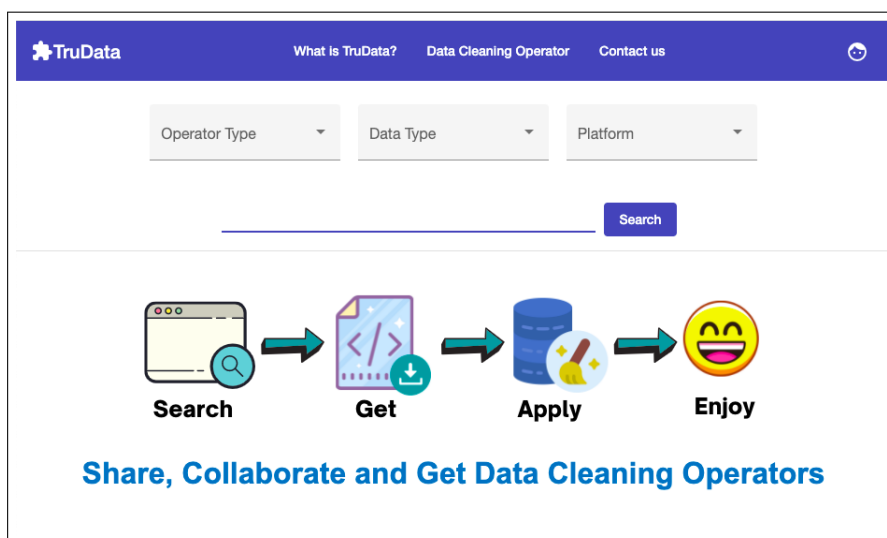 TruData
What is TruData? Data Cleaning Operator Contact us
Operator Type Data Type Platform
Search
</>
Search Get Apply Enjoy
Share, Collaborate and Get Data Cleaning Operators